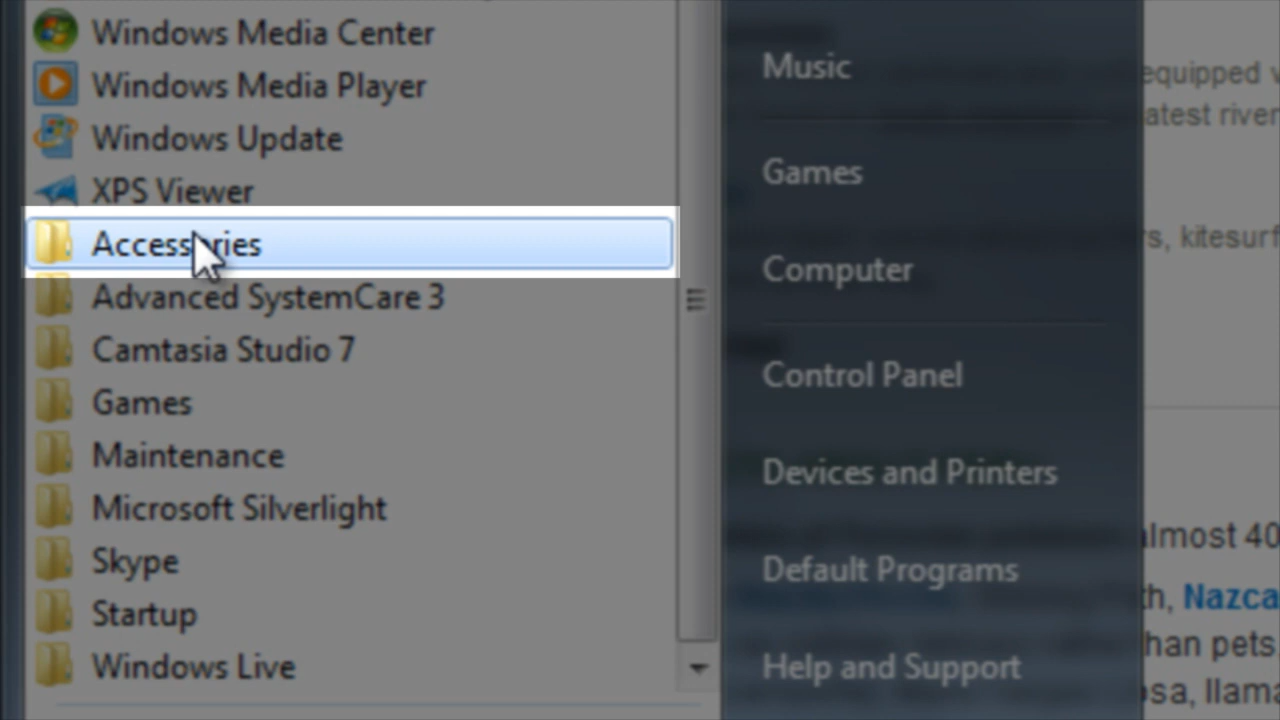 Windows Media Center
Windows Media Player
Windows Update
XPS Viewer
Accessories
Advanced SystemCare 3
Camtasia Studio 7
Games
Maintenance
Microsoft Silverlight
Skype
Startup
Windows Live
Music
Games
Computer
Control Panel
Devices and Printers
Default Programs
Help and Support
equipped
river
kitesurf
almost 40
Nazca
than pets
llama